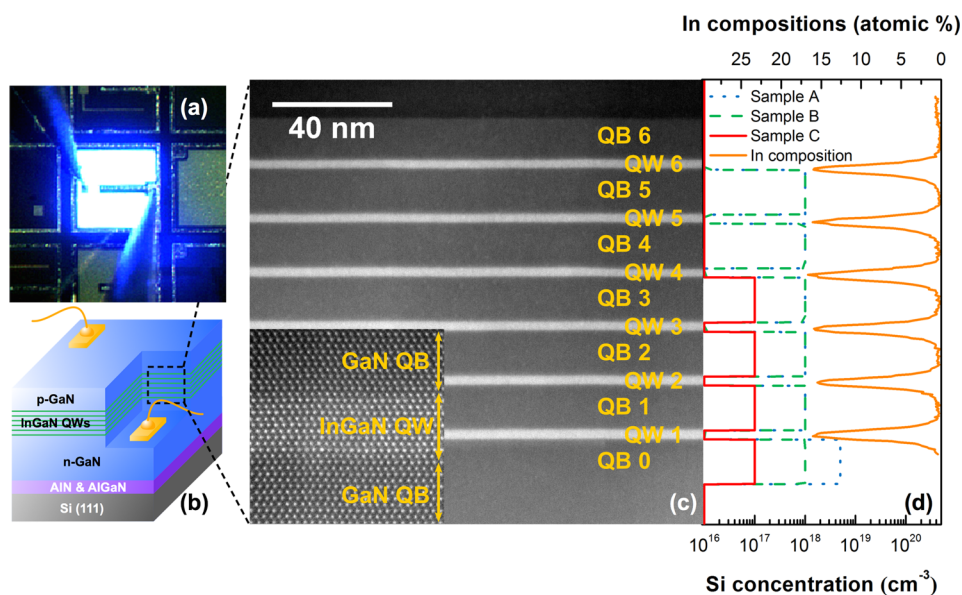 In compositions (atomic %)
25 20 15 10 5 0
(a)
40 nm
QB 6
QW 6
QB 5
QW 5
QB 4
QW 4
QB 3
QW 3
QB 2
QW 2
QB 1
QW 1
QB 0
GaN QB
InGaN QW
GaN QB
(c)
Sample A
Sample B
Sample C
In composition
(d)
p-GaN
InGaN QWs
n-GaN
AlN & AlGaN
Si (111)
(b)
10¹⁶ 10¹⁷ 10¹⁸ 10¹⁹ 10²⁰
Si concentration (cm⁻³)